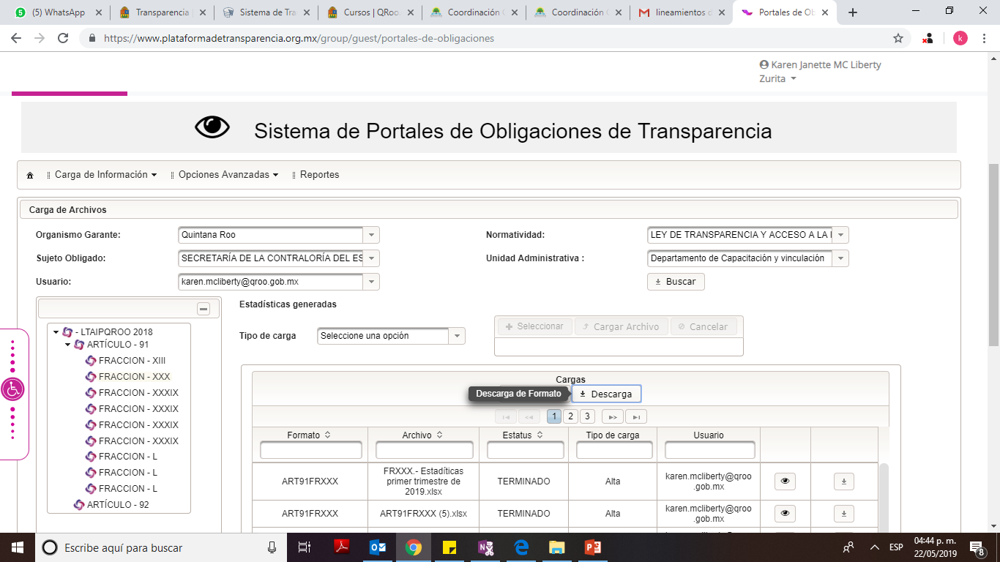 (5) WhatsApp
Transparencia
Sistema de Tra
Cursos | QRoo
Coordinación
Coordinación
lineamientos d
Portales de Ob
https://www.plataformadetransparencia.org.mx/group/guest/portales-de-obligaciones
k
Karen Janette MC Liberty
Zurita
Sistema de Portales de Obligaciones de Transparencia
Carga de Información
Opciones Avanzadas
Reportes
Carga de Archivos
Organismo Garante: Quintana Roo
Normatividad: LEY DE TRANSPARENCIA Y ACCESO A LA
Sujeto Obligado: SECRETARÍA DE LA CONTRALORÍA DEL ES
Unidad Administrativa : Departamento de Capacitación y vinculación
Usuario: karen.mcliberty@qroo.gob.mx
Buscar
Estadísticas generadas
Tipo de carga Seleccione una opción
Seleccionar Cargar Archivo Cancelar
- LTAIPQROO 2018
ARTÍCULO - 91
FRACCION - XIII
FRACCION - XXX
FRACCION - XXXIX
FRACCION - XXXIX
FRACCION - XXXIX
FRACCION - XXXIX
FRACCION - L
FRACCION - L
FRACCION - L
ARTÍCULO - 92
Cargas
Descarga de Formato
Descarga
1 2 3
Formato Archivo Estatus Tipo de carga Usuario
ART91FRXXX
FRXXX.- Estadíticas
primer trimestre de
2019.xlsx
TERMINADO
Alta
karen.mcliberty@qroo
.gob.mx
ART91FRXXX
ART91FRXXX (5).xlsx
TERMINADO
Alta
karen.mcliberty@qroo
.gob.mx
Escribe aquí para buscar
ESP
04:44 p. m.
22/05/2019
8